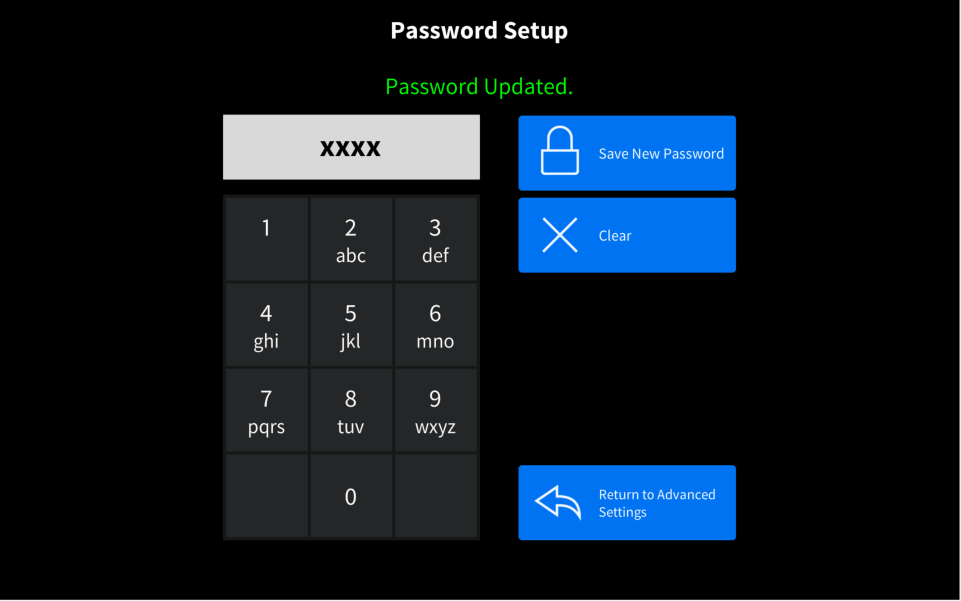 Password Setup
Password Updated.
xxxx
Save New Password
Clear
1
2
3
abc
def
4
5
6
ghi
jkl
mno
7
8
9
pqrs
tuv
wxyz
0
Return to Advanced
Settings